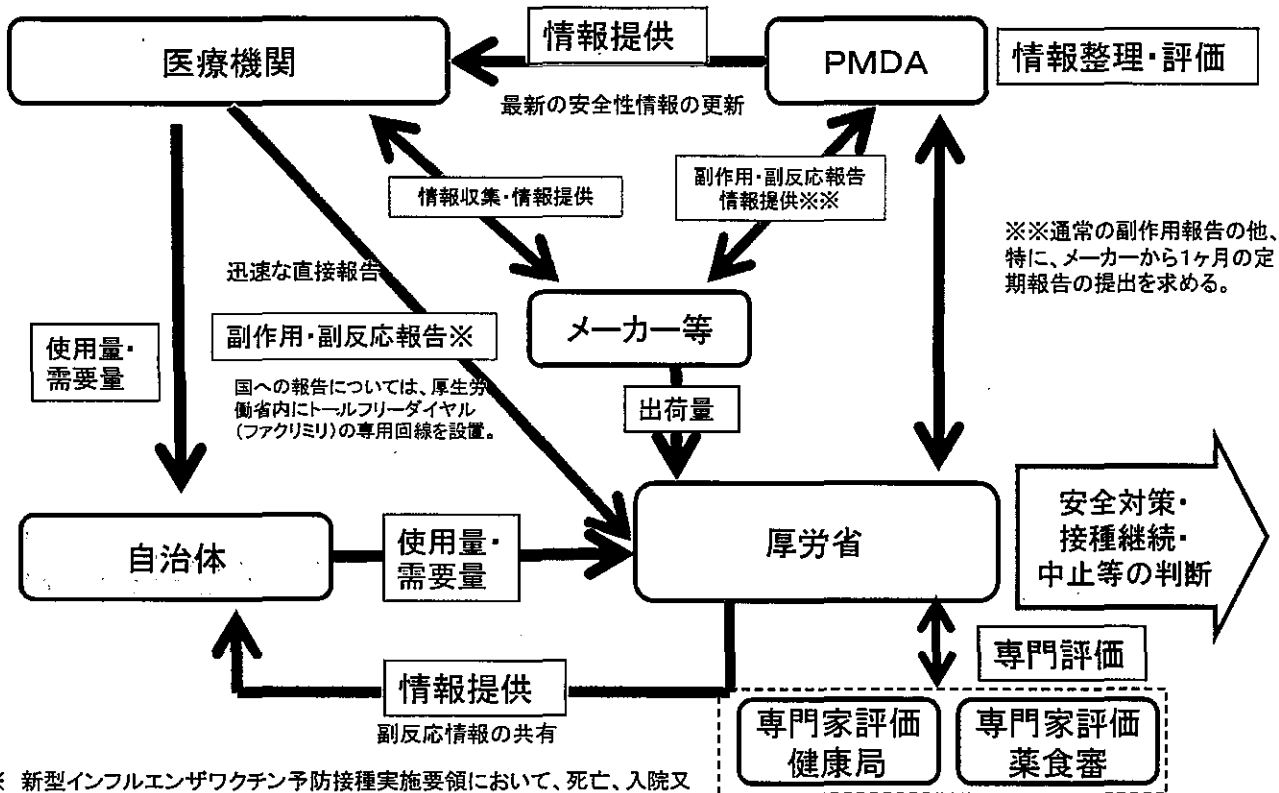 医療機関
情報提供
最新の安全性情報の更新
PMDA
情報整理・評価
情報収集・情報提供
副作用・副反応報告
情報提供※※
※※通常の副作用報告の他、
特に、メーカーから1ヶ月の定
期報告の提出を求める。
迅速な直接報告
メーカー等
使用量・
需要量
副作用・副反応報告※
国への報告については、厚生労
働省内にトールフリーダイヤル
(ファクリミリ)の専用回線を設置。
出荷量
自治体
使用量・
需要量
厚労省
安全対策・
接種継続・
中止等の判断
専門評価
情報提供
副反応情報の共有
専門家評価
健康局
専門家評価
薬食審
※ 新型インフルエンザワクチン予防接種実施要領において、死亡、入院又